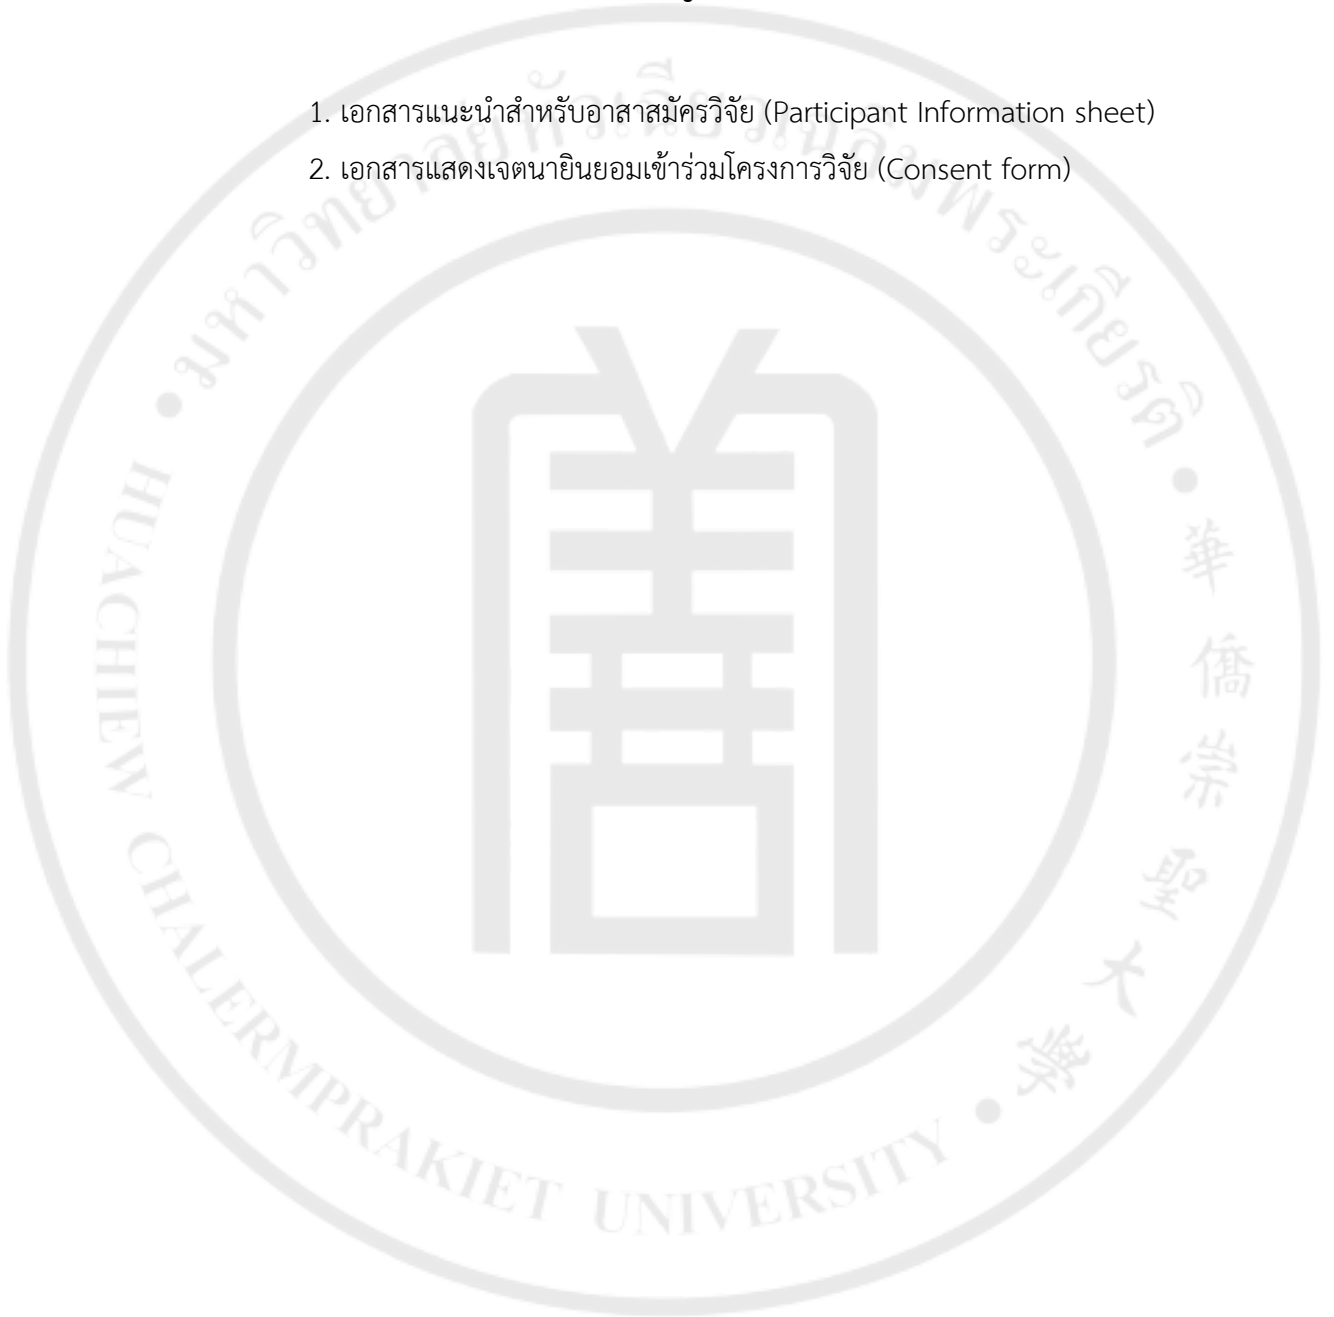 1. เอกสารแนะนำสำหรับอาสาสมัครวิจัย (Participant Information sheet)
2. เอกสารแสดงเจตนายินยอมเข้าร่วมโครงการวิจัย (Consent form)
มหาวิทยาลัยหัวเฉียวเฉลิมพระเกียรติ
華僑崇聖大學
HUACHIEW CHALERMPRAKIET UNIVERSITY